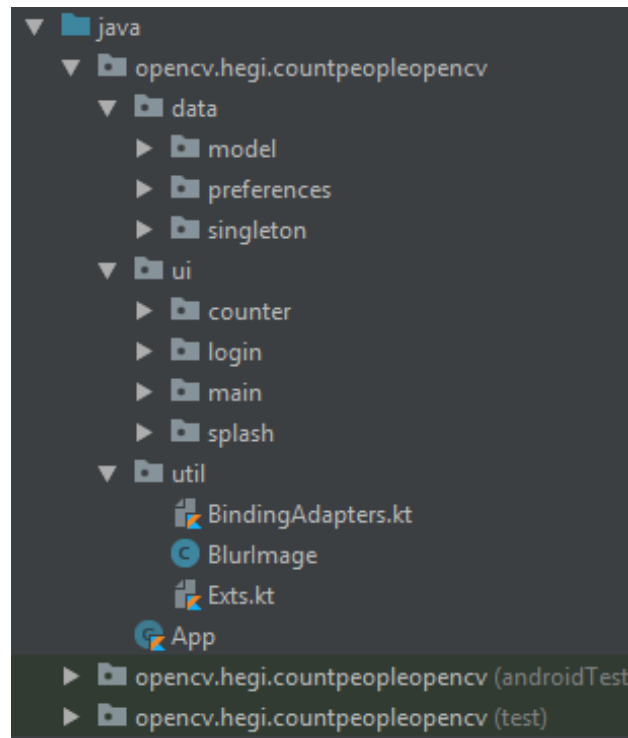 java
opencv.hegi.countpeopleopencv
data
model
preferences
singleton
ui
counter
login
main
splash
util
BindingAdapters.kt
BlurImage
Exts.kt
App
opencv.hegi.countpeopleopencv (androidTest
opencv.hegi.countpeopleopencv (test)